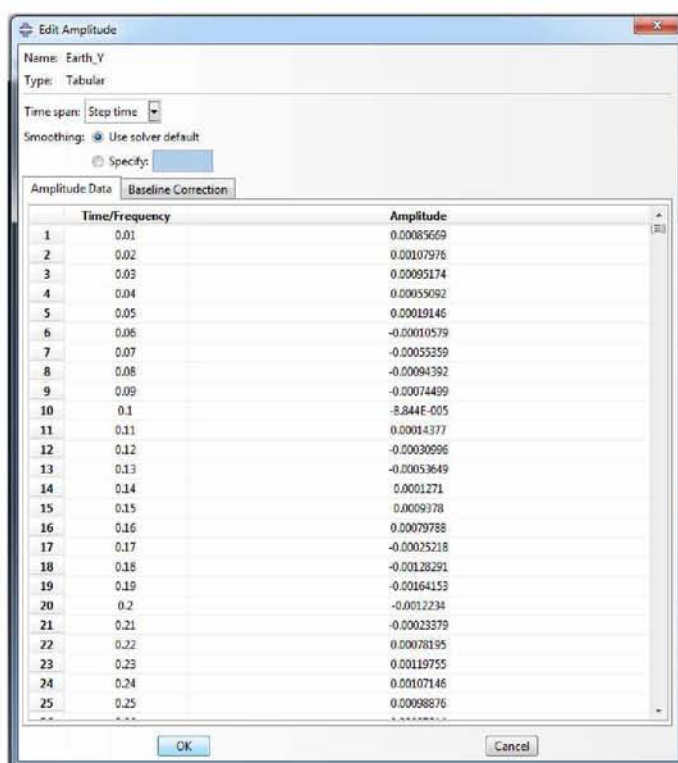 Edit Amplitude
Name: Earth_Y
Type: Tabular
Time span: Step time
Smoothing: Use solver default
Specify:
Amplitude Data Baseline Correction
Time/Frequency Amplitude
1 0.01 0.00085669
2 0.02 0.00107976
3 0.03 0.00095174
4 0.04 0.00055092
5 0.05 0.00019146
6 0.06 -0.00010579
7 0.07 -0.00055359
8 0.08 -0.00094392
9 0.09 -0.00074499
10 0.1 -8.844E-005
11 0.11 0.00014377
12 0.12 -0.00030996
13 0.13 -0.00053649
14 0.14 0.0001271
15 0.15 0.0009378
16 0.16 0.00079788
17 0.17 -0.00025218
18 0.18 -0.00128291
19 0.19 -0.00164153
20 0.2 -0.0012234
21 0.21 -0.00023379
22 0.22 0.00078195
23 0.23 0.00119755
24 0.24 0.00107146
25 0.25 0.00098876
OK Cancel